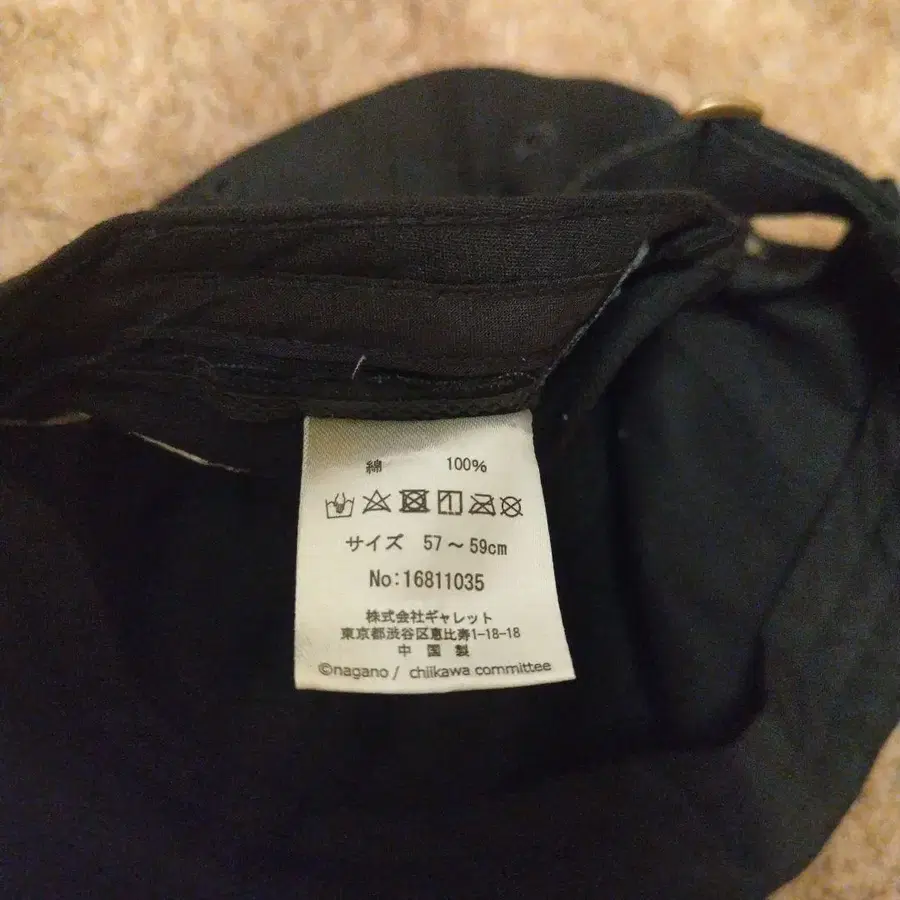 綿 100%
サイズ 57～59cm
No:16811035
株式会社ギャレット
東京都渋谷区恵比寿1-18-18
中国製
©nagano / chiikawa committee